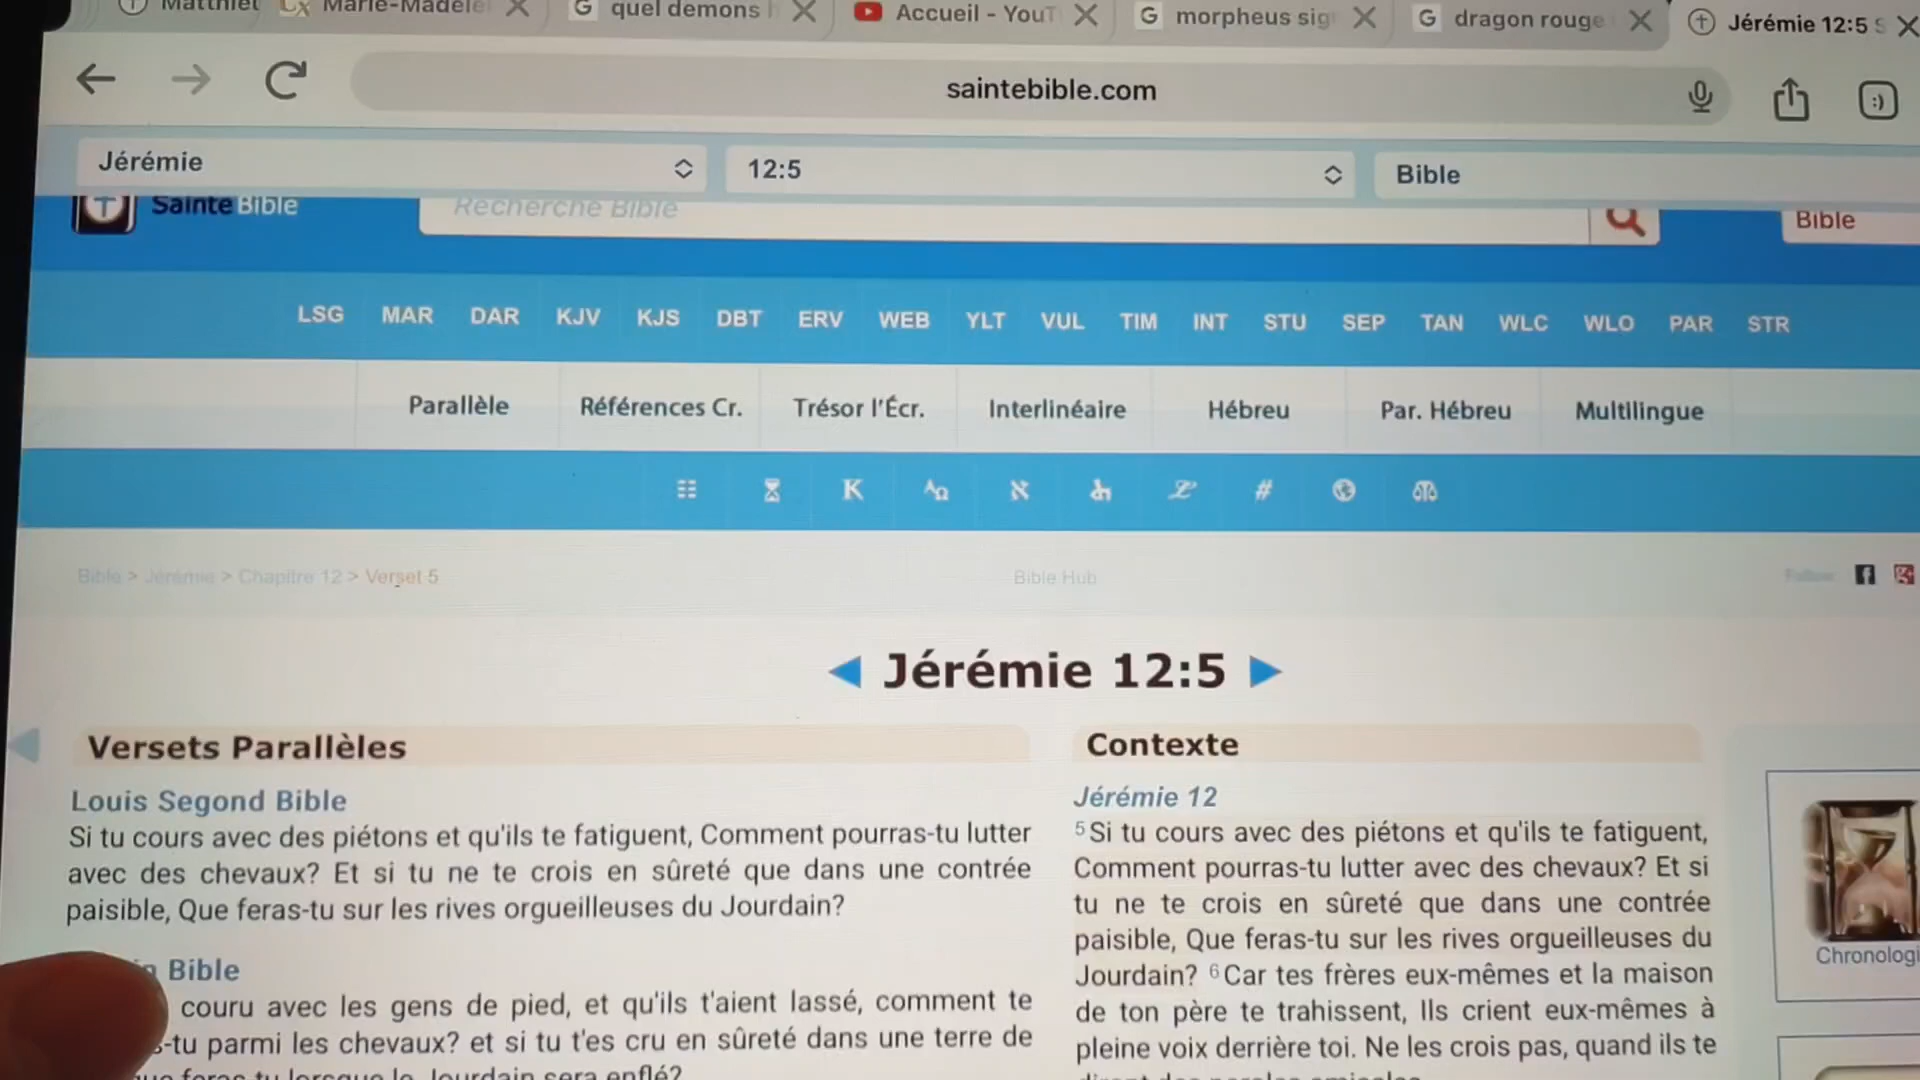 Matthieu
Marie-Madele
quel demons h
Accueil - YouT
morpheus sig
dragon rouge
Jérémie 12:5 S
saintebible.com
Jérémie
12:5
Bible
Sainte Bible
Recherche Bible
Bible
LSG MAR DAR KJV KJS DBT ERV WEB YLT VUL TIM INT STU SEP TAN WLC WLO PAR STR
Parallèle Références Cr. Trésor l'Écr. Interlinéaire Hébreu Par. Hébreu Multilingue
Bible > Jérémie > Chapitre 12 > Verset 5
Bible Hub
Follow
Jérémie 12:5
Versets Parallèles
Louis Segond Bible
Si tu cours avec des piétons et qu'ils te fatiguent, Comment pourras-tu lutter
avec des chevaux? Et si tu ne te crois en sûreté que dans une contrée
paisible, Que feras-tu sur les rives orgueilleuses du Jourdain?
Bible
couru avec les gens de pied, et qu'ils t'aient lassé, comment te
-tu parmi les chevaux? et si tu t'es cru en sûreté dans une terre de
feras-tu lorsque le Jourdain sera enflé?
Contexte
Jérémie 12
5 Si tu cours avec des piétons et qu'ils te fatiguent,
Comment pourras-tu lutter avec des chevaux? Et si
tu ne te crois en sûreté que dans une contrée
paisible, Que feras-tu sur les rives orgueilleuses du
Jourdain? 6 Car tes frères eux-mêmes et la maison
de ton père te trahissent, Ils crient eux-mêmes à
pleine voix derrière toi. Ne les crois pas, quand ils te
Chronologi